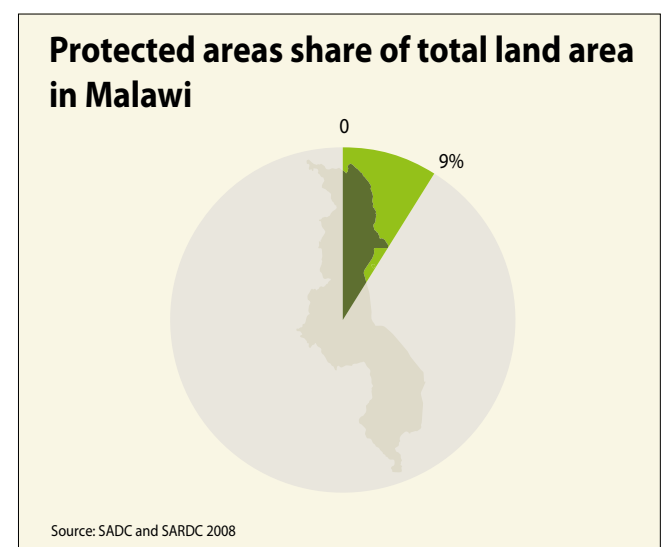 Protected areas share of total land area
in Malawi
0
9%
Source: SADC and SARDC 2008